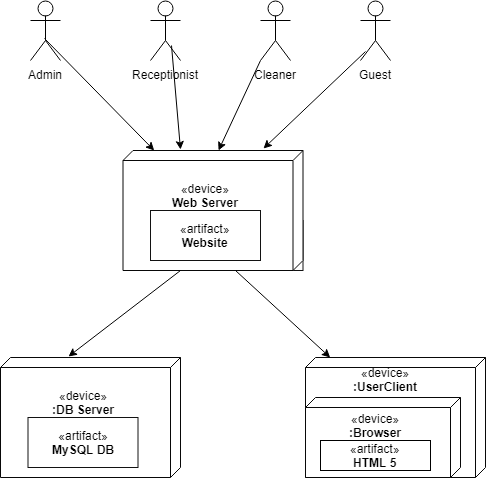 Admin
Receptionist
Cleaner
Guest
«device»
Web Server
«artifact»
Website
«device»
:DB Server
«artifact»
MySQL DB
«device»
:UserClient
«device»
:Browser
«artifact»
HTML 5